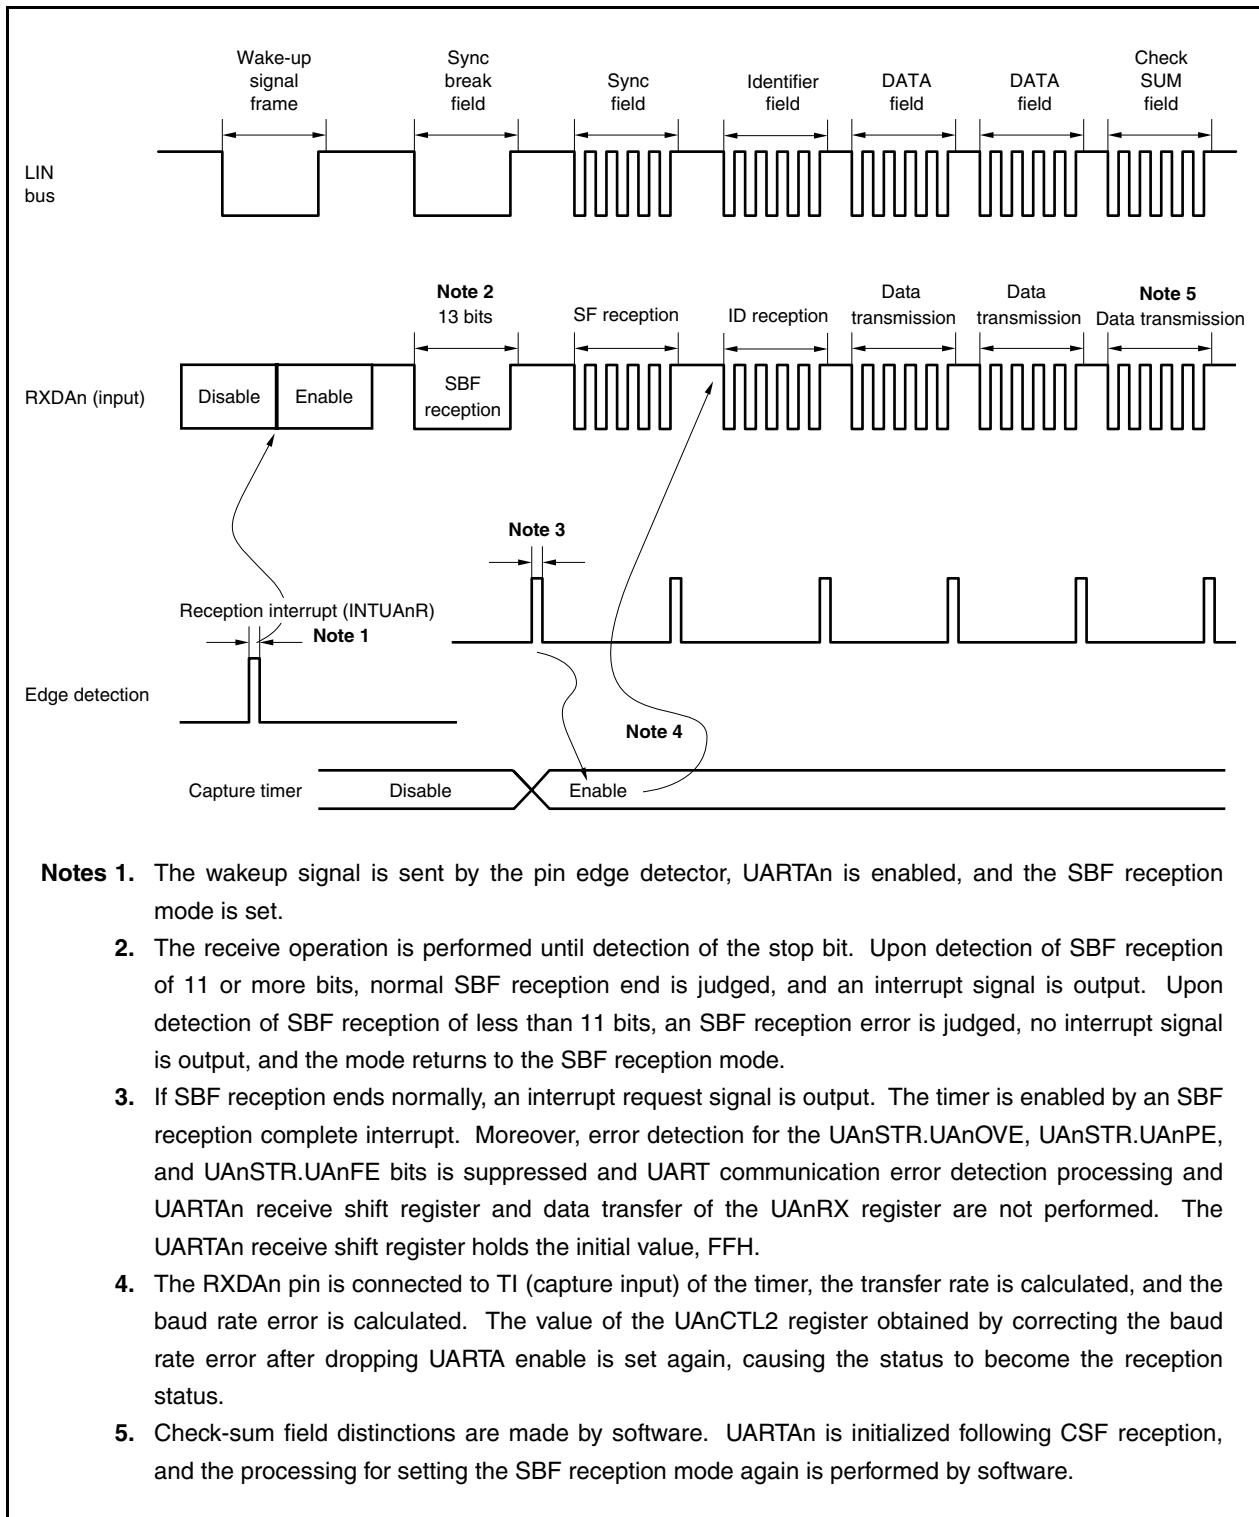 Wake-up
signal
frame
Sync
break
field
Sync
field
Identifier
field
DATA
field
DATA
field
Check
SUM
field
LIN
bus
Note 2
13 bits
SF reception
ID reception
Data
transmission
Data
transmission
Note 5
Data transmission
RXDAn (input)
Disable
Enable
SBF
reception
Note 3
Reception interrupt (INTUAnR)
Note 1
Edge detection
Note 4
Capture timer
Disable
Enable
Notes 1. The wakeup signal is sent by the pin edge detector, UARTAn is enabled, and the SBF reception
mode is set.
2. The receive operation is performed until detection of the stop bit. Upon detection of SBF reception
of 11 or more bits, normal SBF reception end is judged, and an interrupt signal is output. Upon
detection of SBF reception of less than 11 bits, an SBF reception error is judged, no interrupt signal
is output, and the mode returns to the SBF reception mode.
3. If SBF reception ends normally, an interrupt request signal is output. The timer is enabled by an SBF
reception complete interrupt. Moreover, error detection for the UAnSTR.UAnOVE, UAnSTR.UAnPE,
and UAnSTR.UAnFE bits is suppressed and UART communication error detection processing and
UARTAn receive shift register and data transfer of the UAnRX register are not performed. The
UARTAn receive shift register holds the initial value, FFH.
4. The RXDAn pin is connected to TI (capture input) of the timer, the transfer rate is calculated, and the
baud rate error is calculated. The value of the UAnCTL2 register obtained by correcting the baud
rate error after dropping UARTA enable is set again, causing the status to become the reception
status.
5. Check-sum field distinctions are made by software. UARTAn is initialized following CSF reception,
and the processing for setting the SBF reception mode again is performed by software.